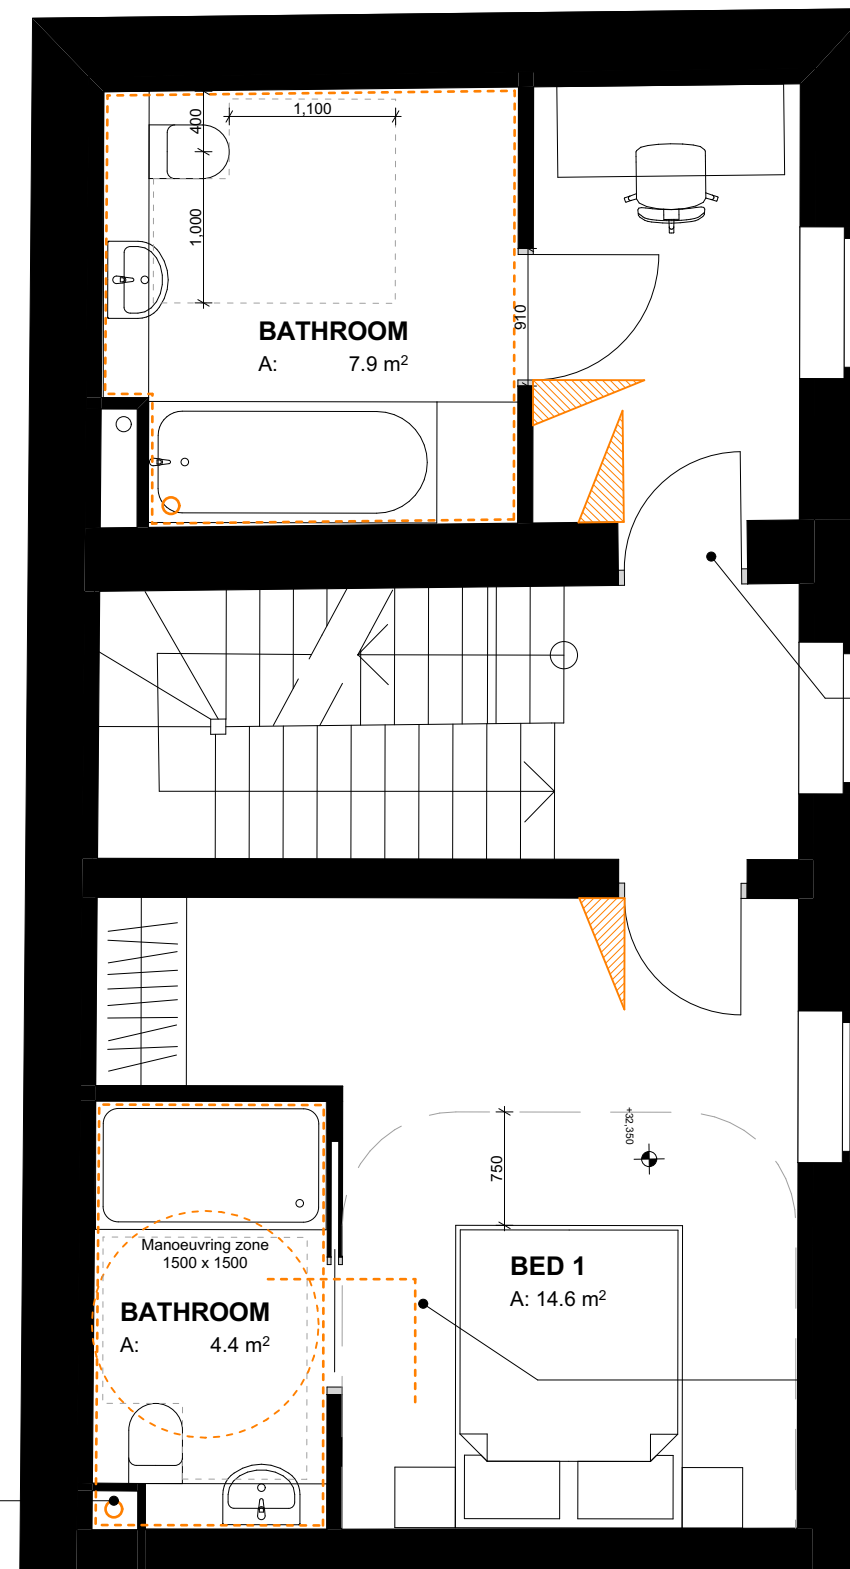 1,100
400
1,000
BATHROOM
A: 7.9 m²
910
+32,350
750
Manoeuvring zone
1500 x 1500
BED 1
A: 14.6 m²
BATHROOM
A: 4.4 m²